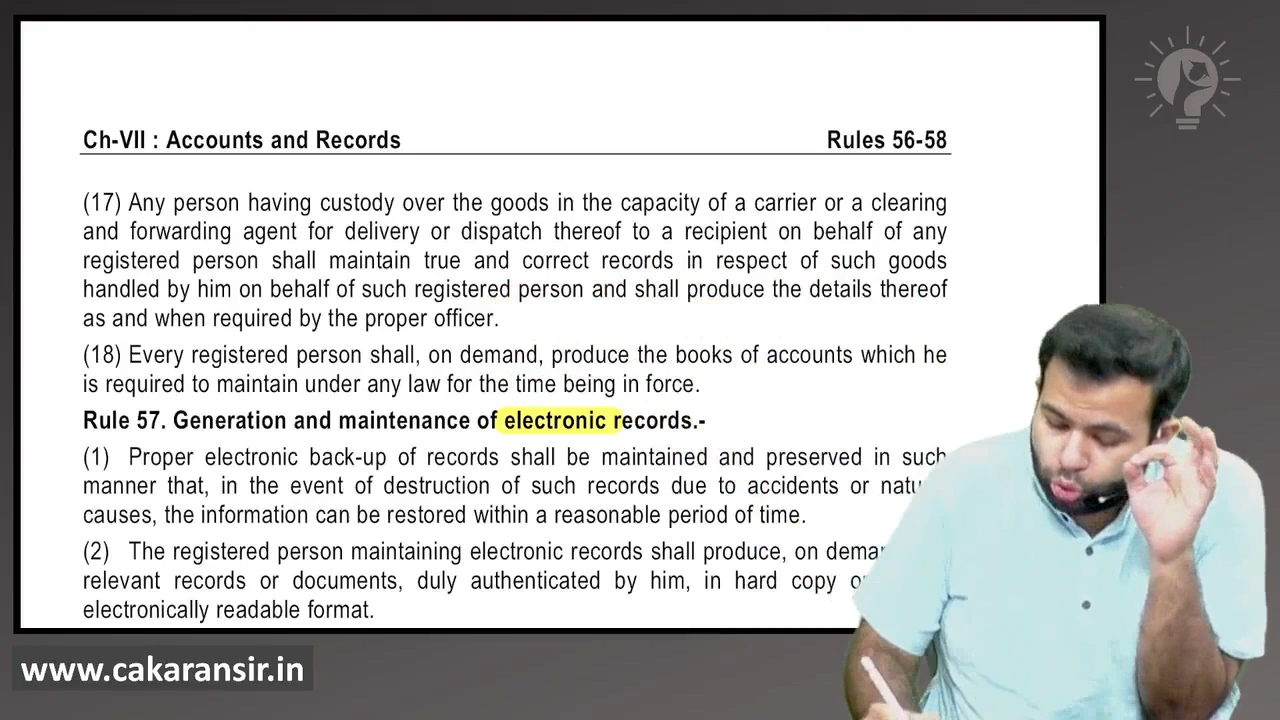 Ch-VII : Accounts and Records Rules 56-58
(17) Any person having custody over the goods in the capacity of a carrier or a clearing
and forwarding agent for delivery or dispatch thereof to a recipient on behalf of any
registered person shall maintain true and correct records in respect of such goods
handled by him on behalf of such registered person and shall produce the details thereof
as and when required by the proper officer.
(18) Every registered person shall, on demand, produce the books of accounts which he
is required to maintain under any law for the time being in force.
Rule 57. Generation and maintenance of electronic records.-
(1) Proper electronic back-up of records shall be maintained and preserved in such
manner that, in the event of destruction of such records due to accidents or
causes, the information can be restored within a reasonable period of time.
(2) The registered person maintaining electronic records shall produce, on
relevant records or documents, duly authenticated by him, in hard copy
electronically readable format.
www.cakaransir.in